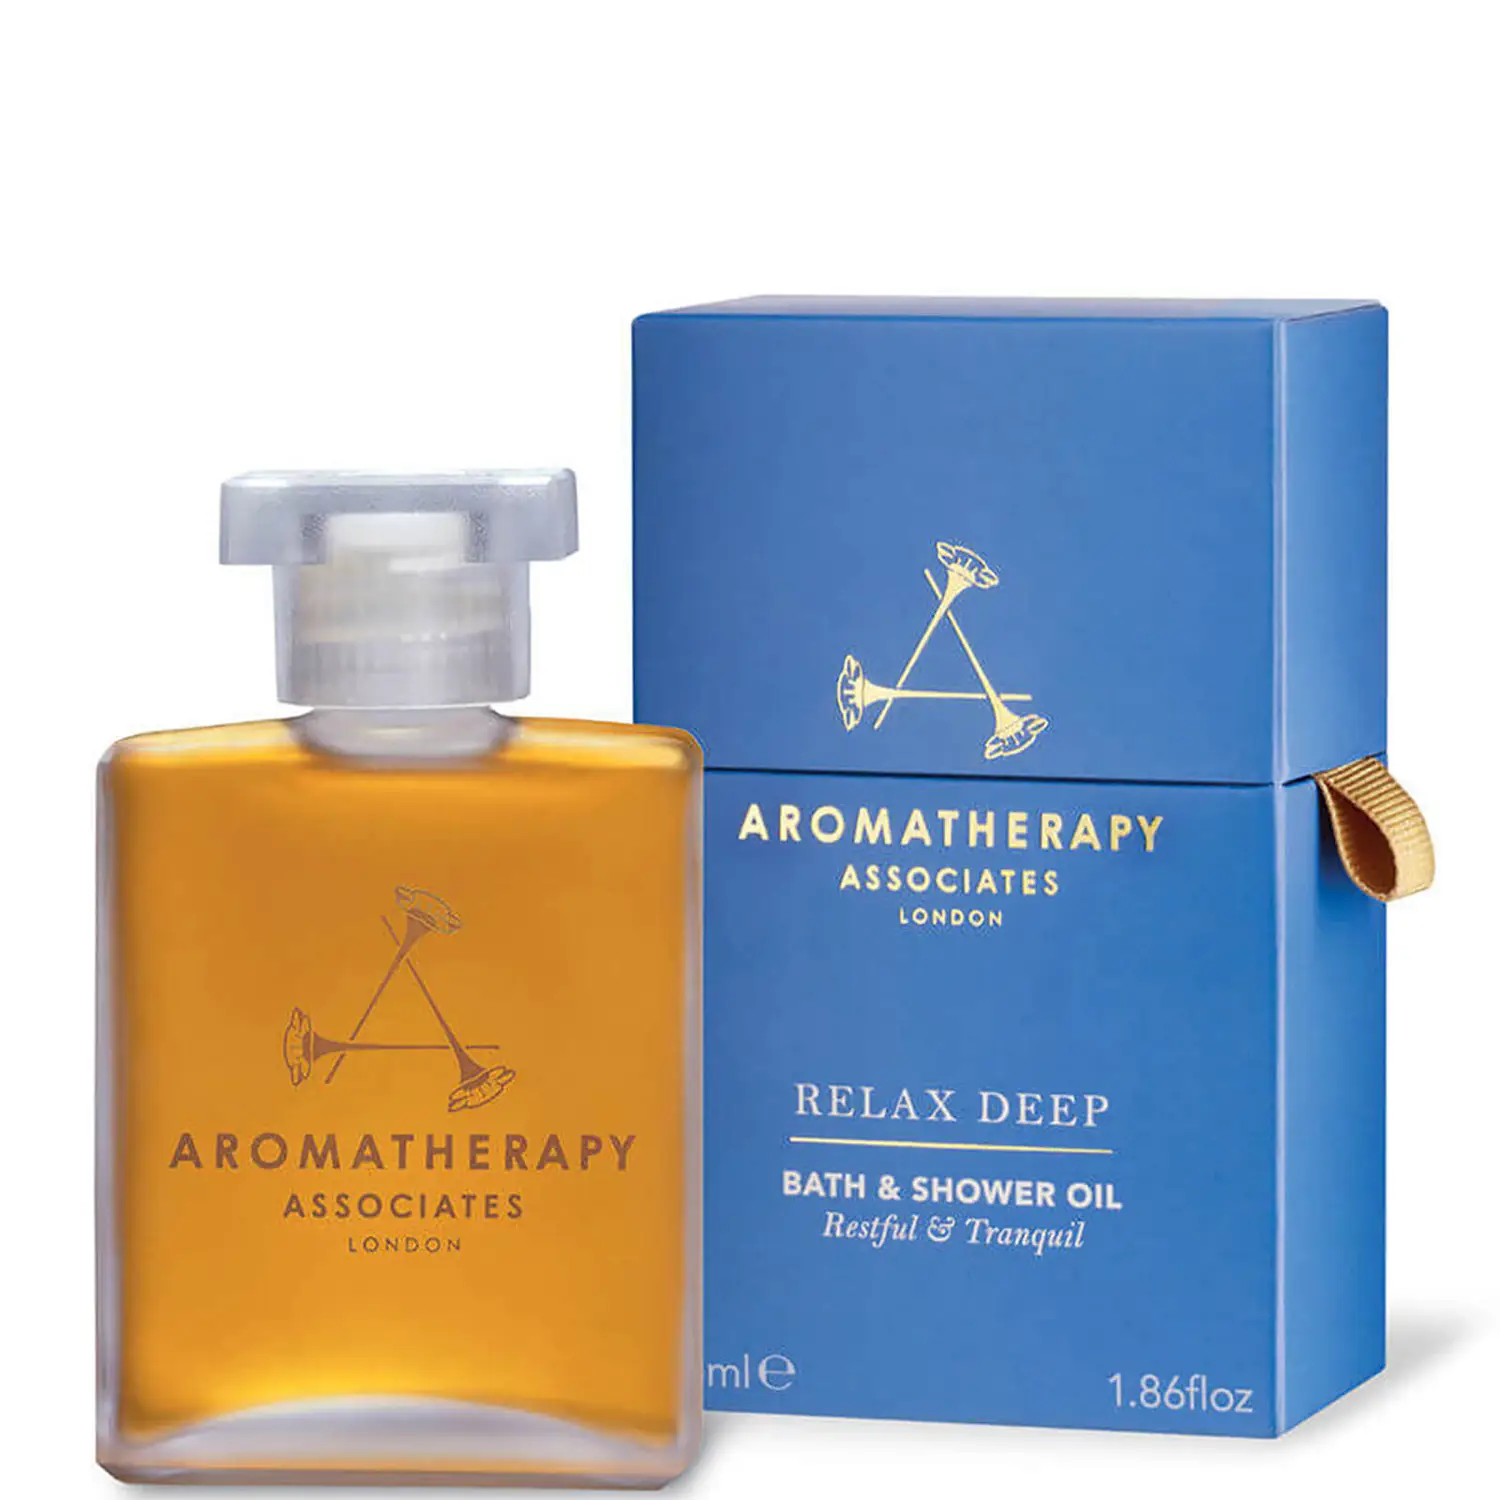 AROMATHERAPY
ASSOCIATES
LONDON
AROMATHERAPY
ASSOCIATES
LONDON
RELAX DEEP
BATH & SHOWER OIL
Restful & Tranquil
ml e
1.86floz